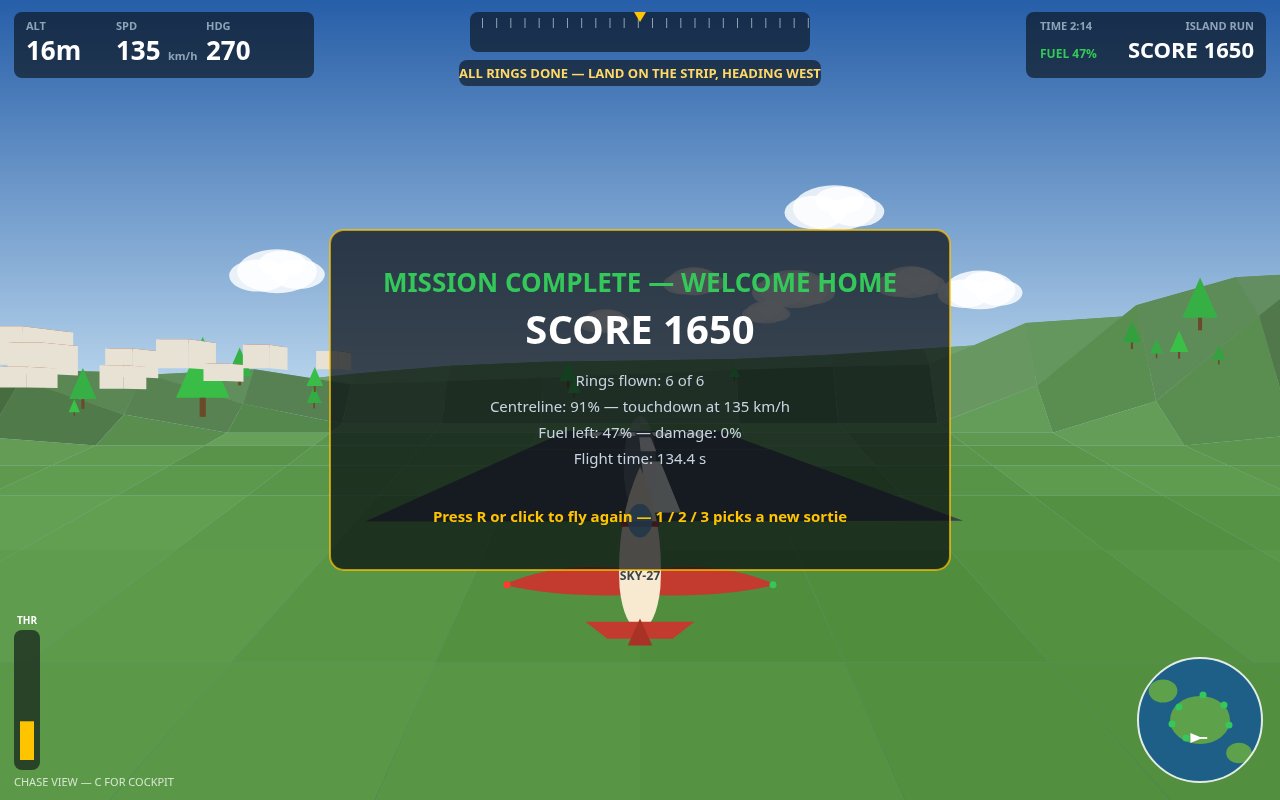 ALT SPD HDG
16m 135 km/h 270
ALL RINGS DONE — LAND ON THE STRIP, HEADING WEST
TIME 2:14 ISLAND RUN
FUEL 47% SCORE 1650
MISSION COMPLETE — WELCOME HOME
SCORE 1650
Rings flown: 6 of 6
Centreline: 91% — touchdown at 135 km/h
Fuel left: 47% — damage: 0%
Flight time: 134.4 s
Press R or click to fly again — 1 / 2 / 3 picks a new sortie
SKY-27
THR
CHASE VIEW — C FOR COCKPIT